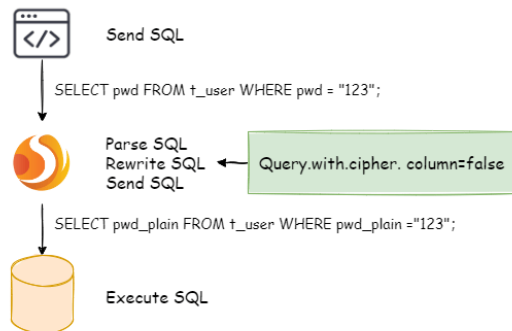 </>
Send SQL
SELECT pwd FROM t_user WHERE pwd = "123";
Parse SQL
Rewrite SQL
Send SQL
Query.with.cipher. column=false
SELECT pwd_plain FROM t_user WHERE pwd_plain ="123";
Execute SQL